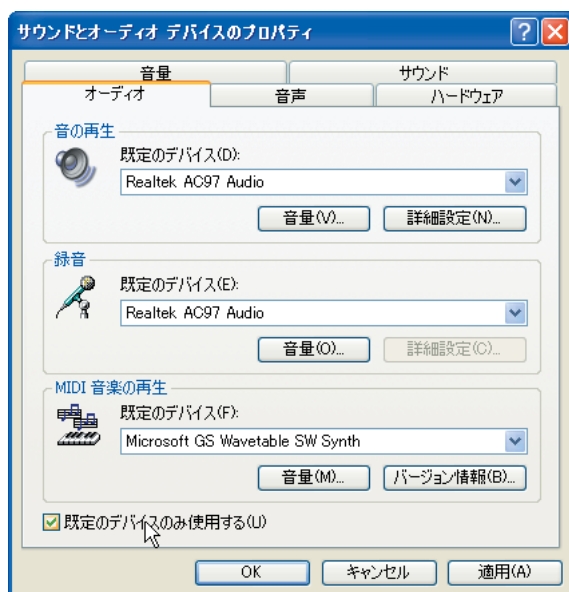 サウンドとオーディオ デバイスのプロパティ
音量 サウンド
オーディオ 音声 ハードウェア
音の再生
既定のデバイス(D):
Realtek AC97 Audio
音量(V)... 詳細設定(N)...
録音
既定のデバイス(E):
Realtek AC97 Audio
音量(O)... 詳細設定(C)...
MIDI 音楽の再生
既定のデバイス(F):
Microsoft GS Wavetable SW Synth
音量(M)... バージョン情報(B)...
既定のデバイスのみ使用する(U)
OK キャンセル 適用(A)